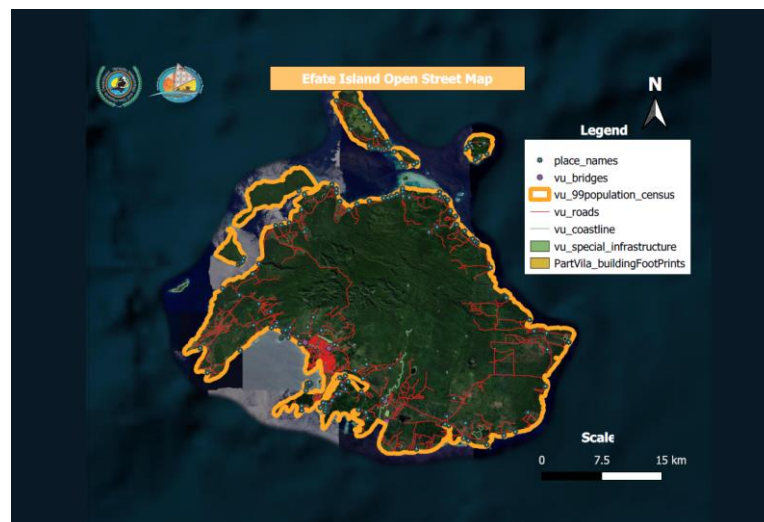 Efate Island Open Street Map
N
Legend
place_names
vu_bridges
vu_99population_census
vu_roads
vu_coastline
vu_special_infrastructure
PartVila_buildingFootPrints
Scale
0 7.5 15 km